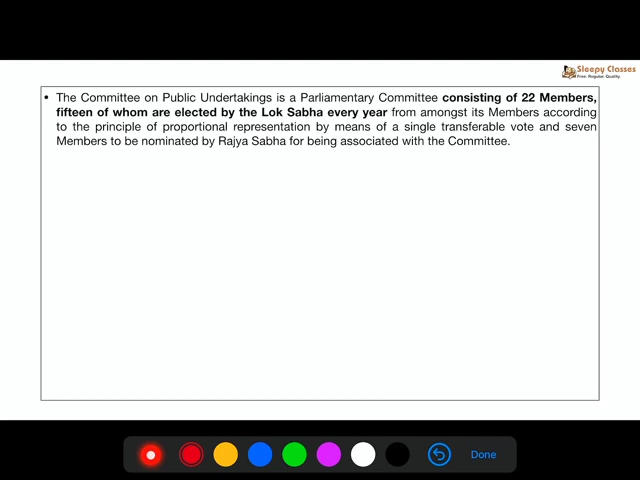 Sleepy Classes
Free. Regular. Quality.
• The Committee on Public Undertakings is a Parliamentary Committee consisting of 22 Members,
fifteen of whom are elected by the Lok Sabha every year from amongst its Members according
to the principle of proportional representation by means of a single transferable vote and seven
Members to be nominated by Rajya Sabha for being associated with the Committee.
Done